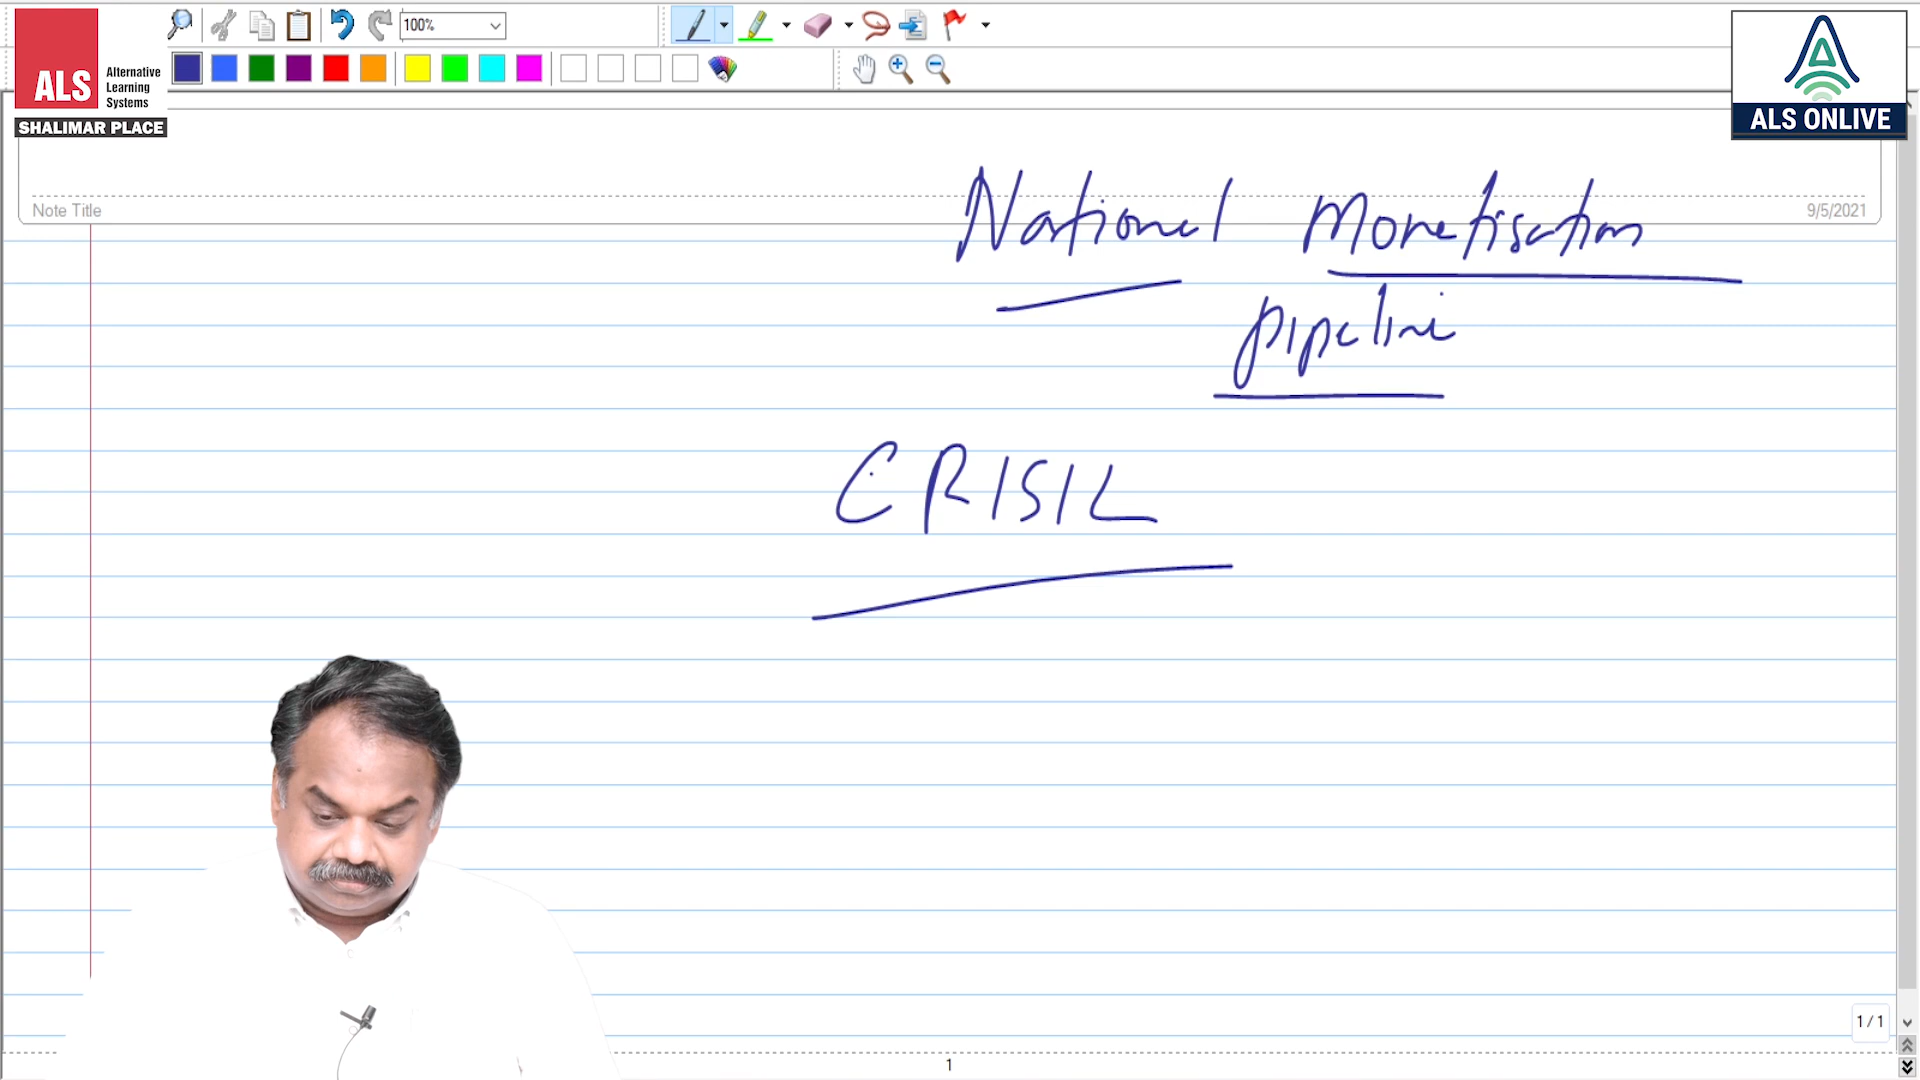 100%
ALS
Alternative
Learning
Systems
SHALIMAR PLACE
ALS ONLIVE
Note Title
9/5/2021
National Monetisation
pipeline
CRISIL
1/1
1